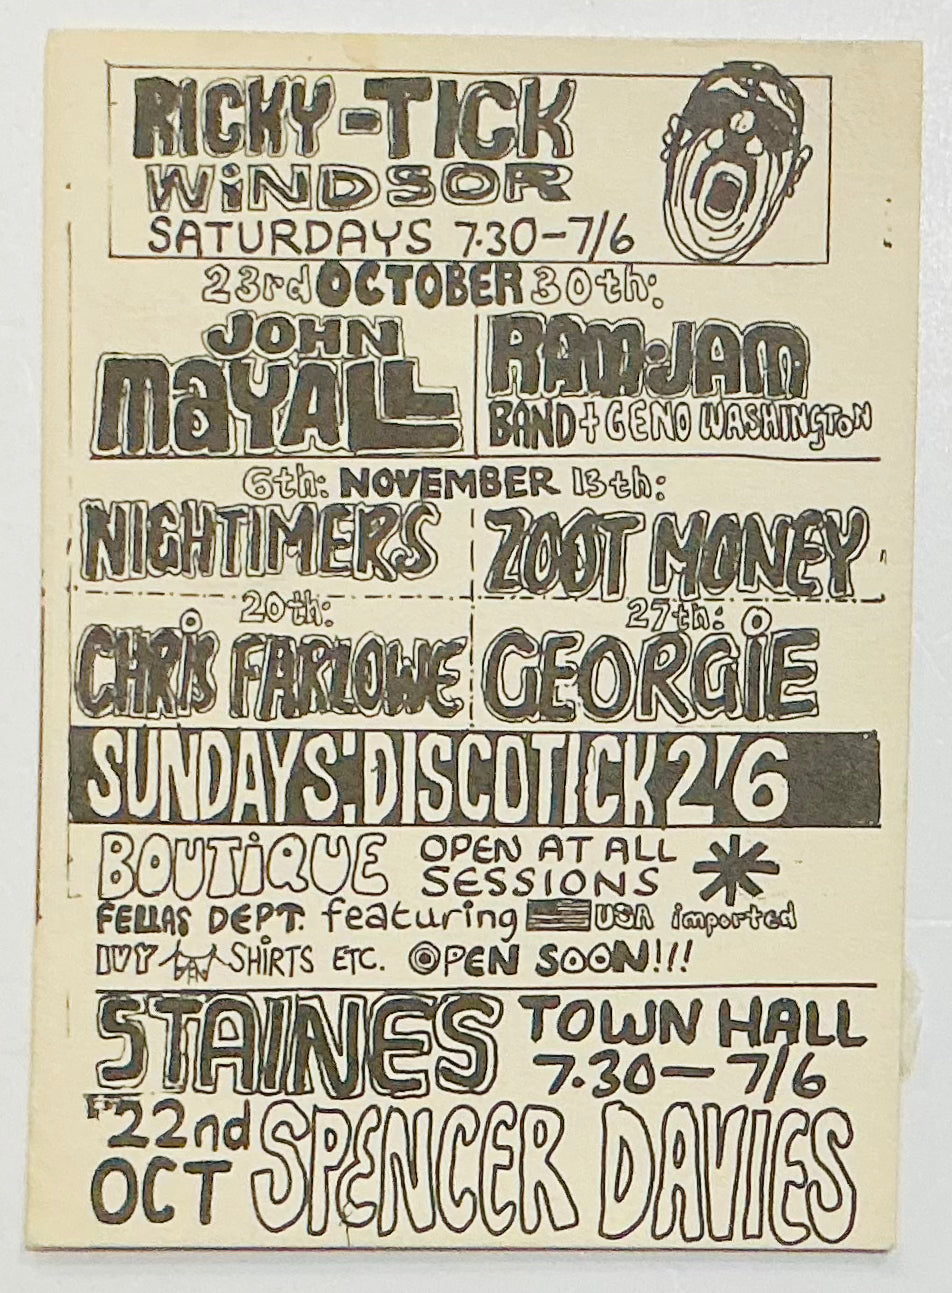 RICKY-TICK
WiNDSOR
SATURDAYS 7.30-7/6
23rd OCTOBER 30th:
JOHN
MaYALL
RAM.JAM
BAND + GENO WASHINGTON
6th: NOVEMBER 13th:
NIGHTIMERS
ZOOT MONEY
20th:
CHRiS FARLOWE
27th:
GEORGiE
SUNDAYS:DISCOTICK 2'6
BOUTiQUE
OPEN AT ALL
SESSIONS
FELLAS DEPT. featuring USA imported
IVY SHiRTS ETC. OPEN SOON!!!
STAINES TOWN HALL
7.30- 7/6
22nd
OCT
SPENCER DAVIES